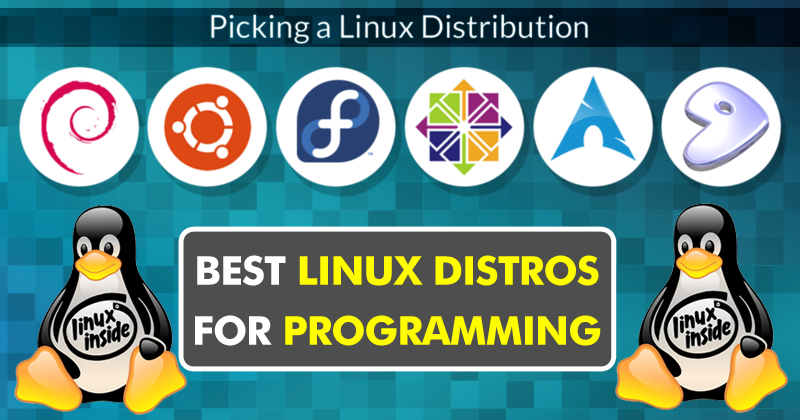 Picking a Linux Distribution
BEST LINUX DISTROS
FOR PROGRAMMING
linux
inside
linux
inside